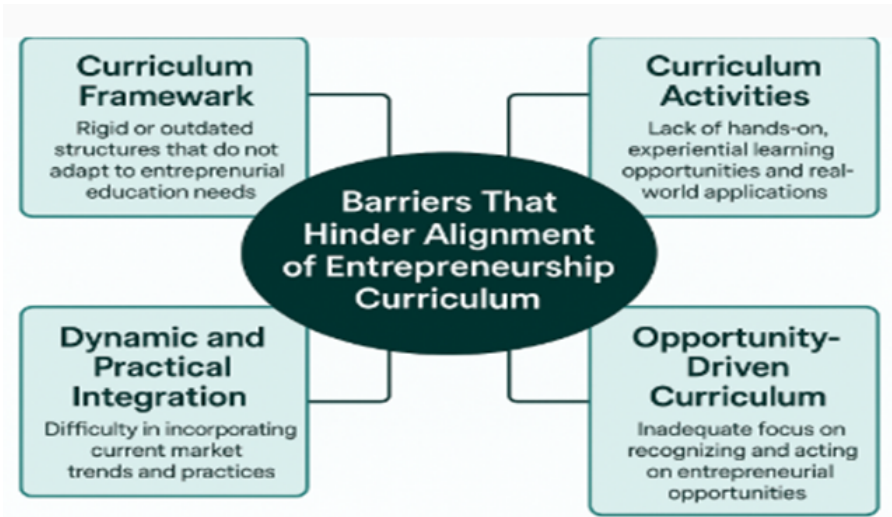 Curriculum
Framewark
Rigid or outdated
structures that do not
adapt to entreprenurial
education needs
Curriculum
Activities
Lack of hands-on,
experiential learning
opportunities and real-
world applications
Barriers That
Hinder Alignment
of Entrepreneurship
Curriculum
Dynamic and
Practical
Integration
Difficulty in incorporating
current market
trends and practices
Opportunity-
Driven
Curriculum
Inadequate focus on
recognizing and acting
on entrepreneurial
opportunities